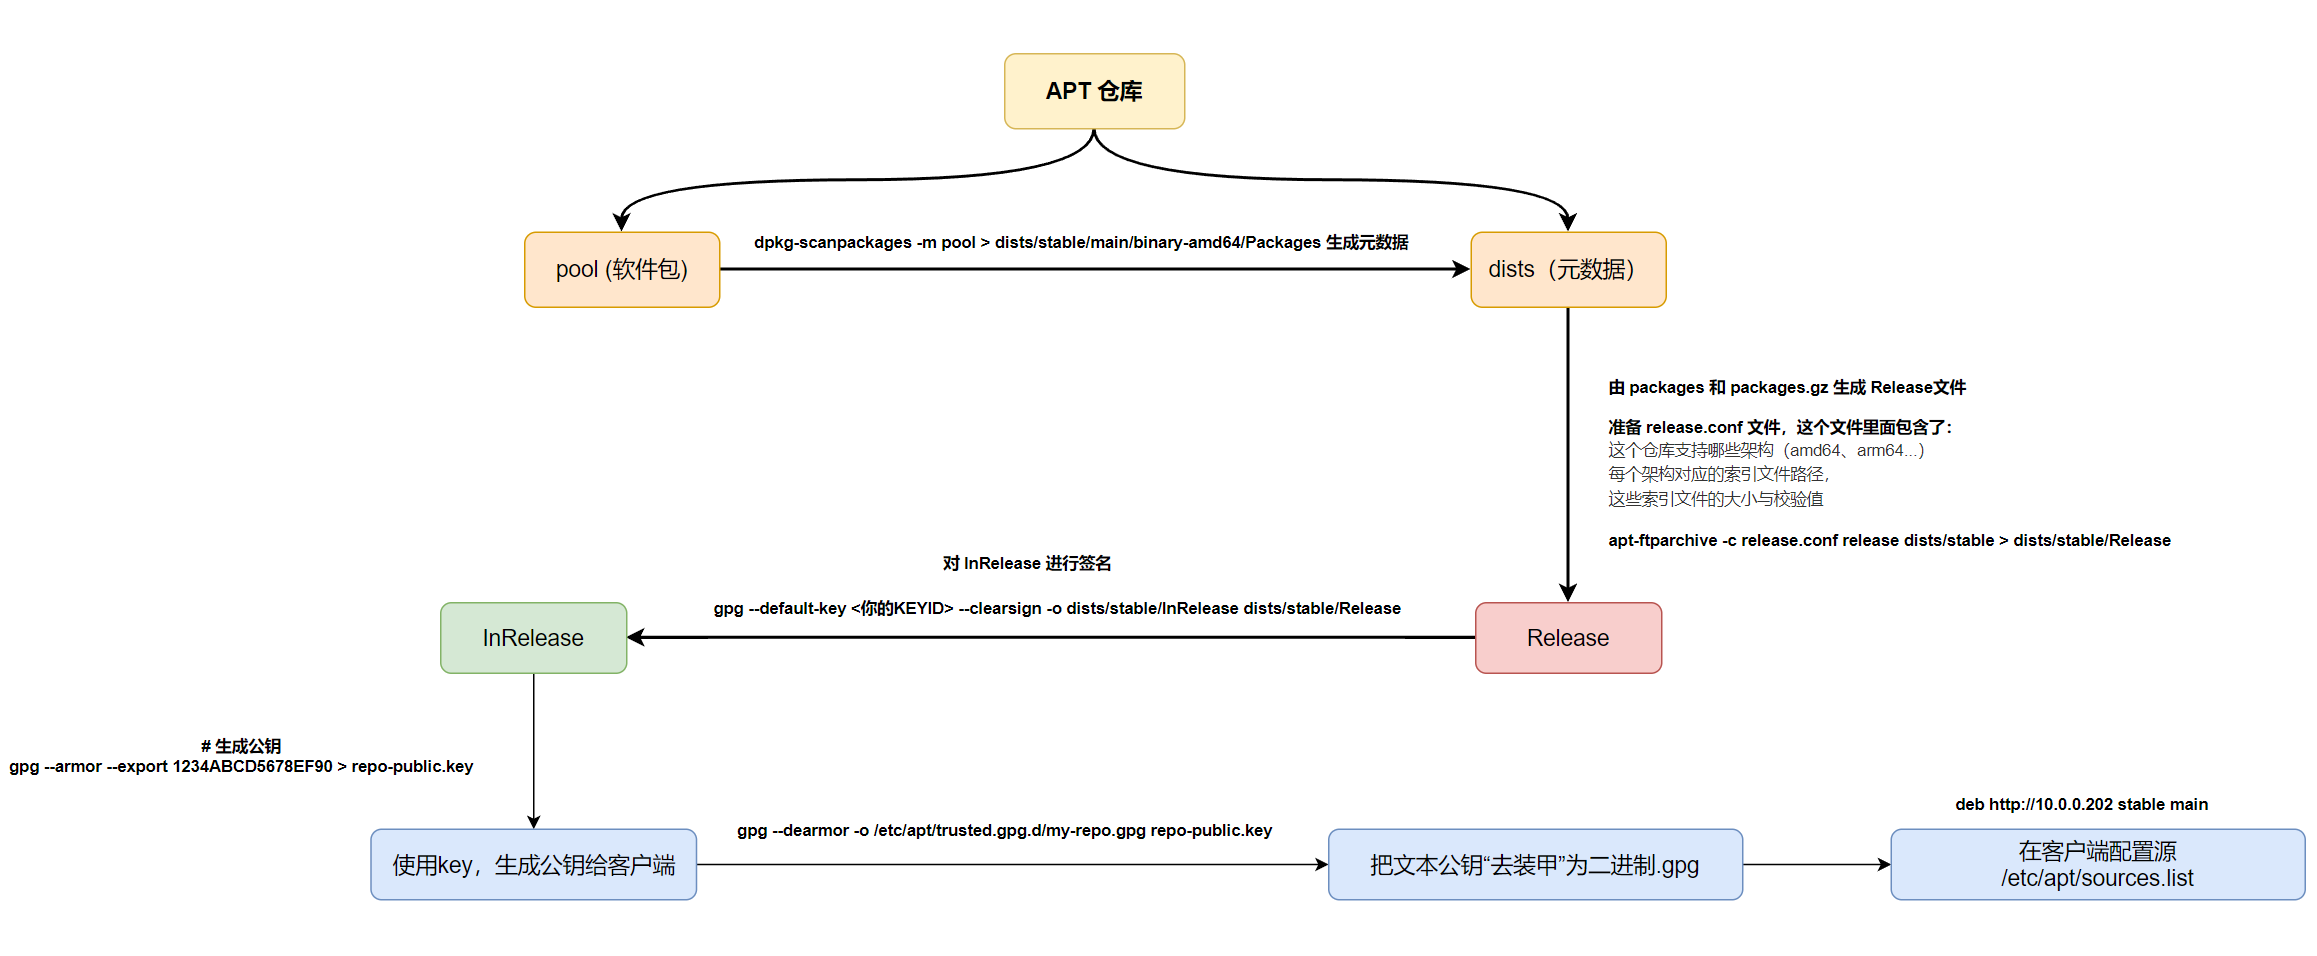 APT 仓库
dpkg-scanpackages -m pool > dists/stable/main/binary-amd64/Packages 生成元数据
pool (软件包)
dists（元数据）
由 packages 和 packages.gz 生成 Release文件
准备 release.conf 文件，这个文件里面包含了：
这个仓库支持哪些架构（amd64、arm64...）
每个架构对应的索引文件路径，
这些索引文件的大小与校验值
apt-ftparchive -c release.conf release dists/stable > dists/stable/Release
对 InRelease 进行签名
gpg --default-key <你的KEYID> --clearsign -o dists/stable/InRelease dists/stable/Release
InRelease
Release
# 生成公钥
gpg --armor --export 1234ABCD5678EF90 > repo-public.key
deb http://10.0.0.202 stable main
gpg --dearmor -o /etc/apt/trusted.gpg.d/my-repo.gpg repo-public.key
使用key，生成公钥给客户端
把文本公钥“去装甲”为二进制.gpg
在客户端配置源
/etc/apt/sources.list